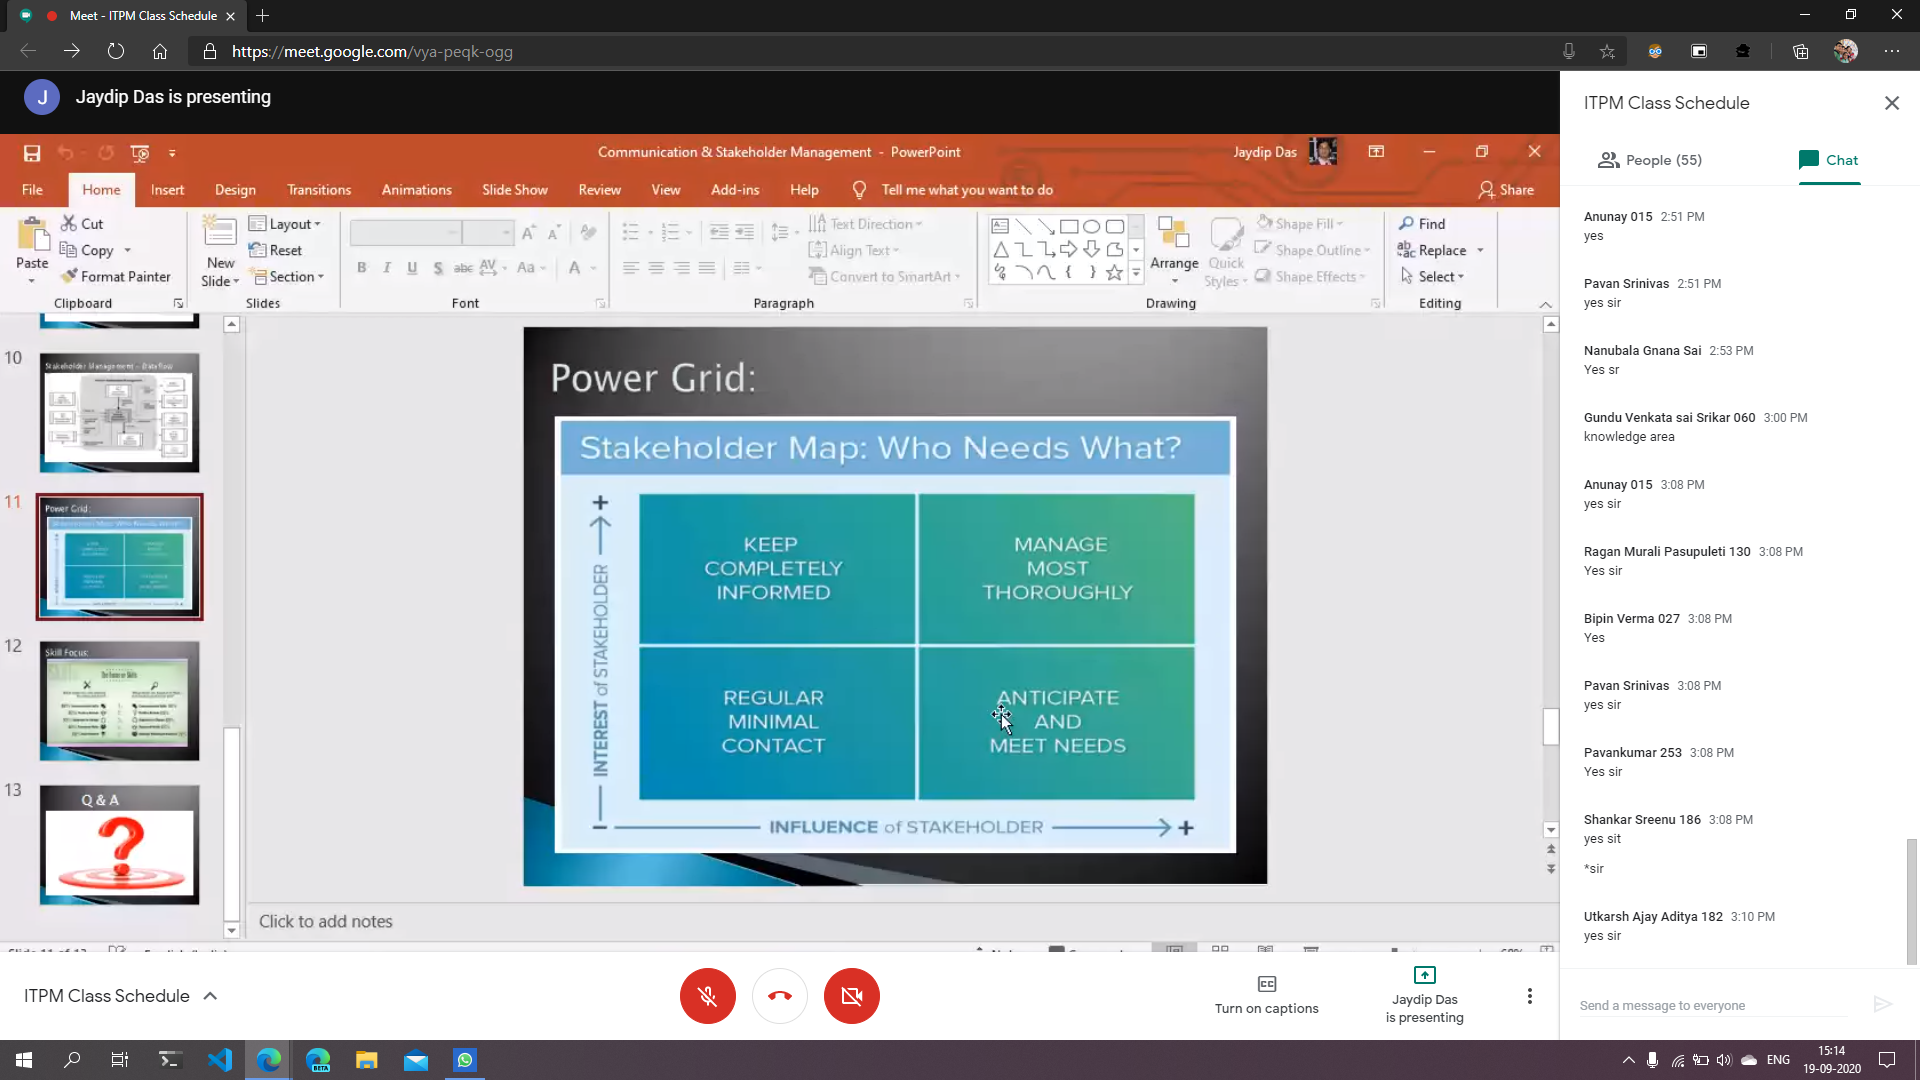 Meet - ITPM Class Schedule
https://meet.google.com/vya-peqk-ogg
J
Jaydip Das is presenting
Communication & Stakeholder Management - PowerPoint
Jaydip Das
File
Home
Insert
Design
Transitions
Animations
Slide Show
Review
View
Add-ins
Help
Tell me what you want to do
Share
Paste
Cut
Copy
Format Painter
Clipboard
New
Slide
Layout
Reset
Section
Slides
B I U S abc AV Aa A
Font
Text Direction
Align Text
Convert to SmartArt
Paragraph
Arrange
Quick
Styles
Shape Fill
Shape Outline
Shape Effects
Drawing
Find
Replace
Select
Editing
10
Stakeholder Management - Dataflow
11
Power Grid:
Stakeholder Map: Who Needs What?
12
Skill Focus:
13
Q & A
Power Grid:
Stakeholder Map: Who Needs What?
+
INTEREST of STAKEHOLDER
KEEP
COMPLETELY
INFORMED
MANAGE
MOST
THOROUGHLY
REGULAR
MINIMAL
CONTACT
ANTICIPATE
AND
MEET NEEDS
– INFLUENCE of STAKEHOLDER +
Click to add notes
ITPM Class Schedule
Turn on captions
Jaydip Das
is presenting
ITPM Class Schedule
People (55)
Chat
Anunay 015 2:51 PM
yes
Pavan Srinivas 2:51 PM
yes sir
Nanubala Gnana Sai 2:53 PM
Yes sr
Gundu Venkata sai Srikar 060 3:00 PM
knowledge area
Anunay 015 3:08 PM
yes sir
Ragan Murali Pasupuleti 130 3:08 PM
Yes sir
Bipin Verma 027 3:08 PM
Yes
Pavan Srinivas 3:08 PM
yes sir
Pavankumar 253 3:08 PM
Yes sir
Shankar Sreenu 186 3:08 PM
yes sit
*sir
Utkarsh Ajay Aditya 182 3:10 PM
yes sir
Send a message to everyone
BETA
ENG
15:14
19-09-2020